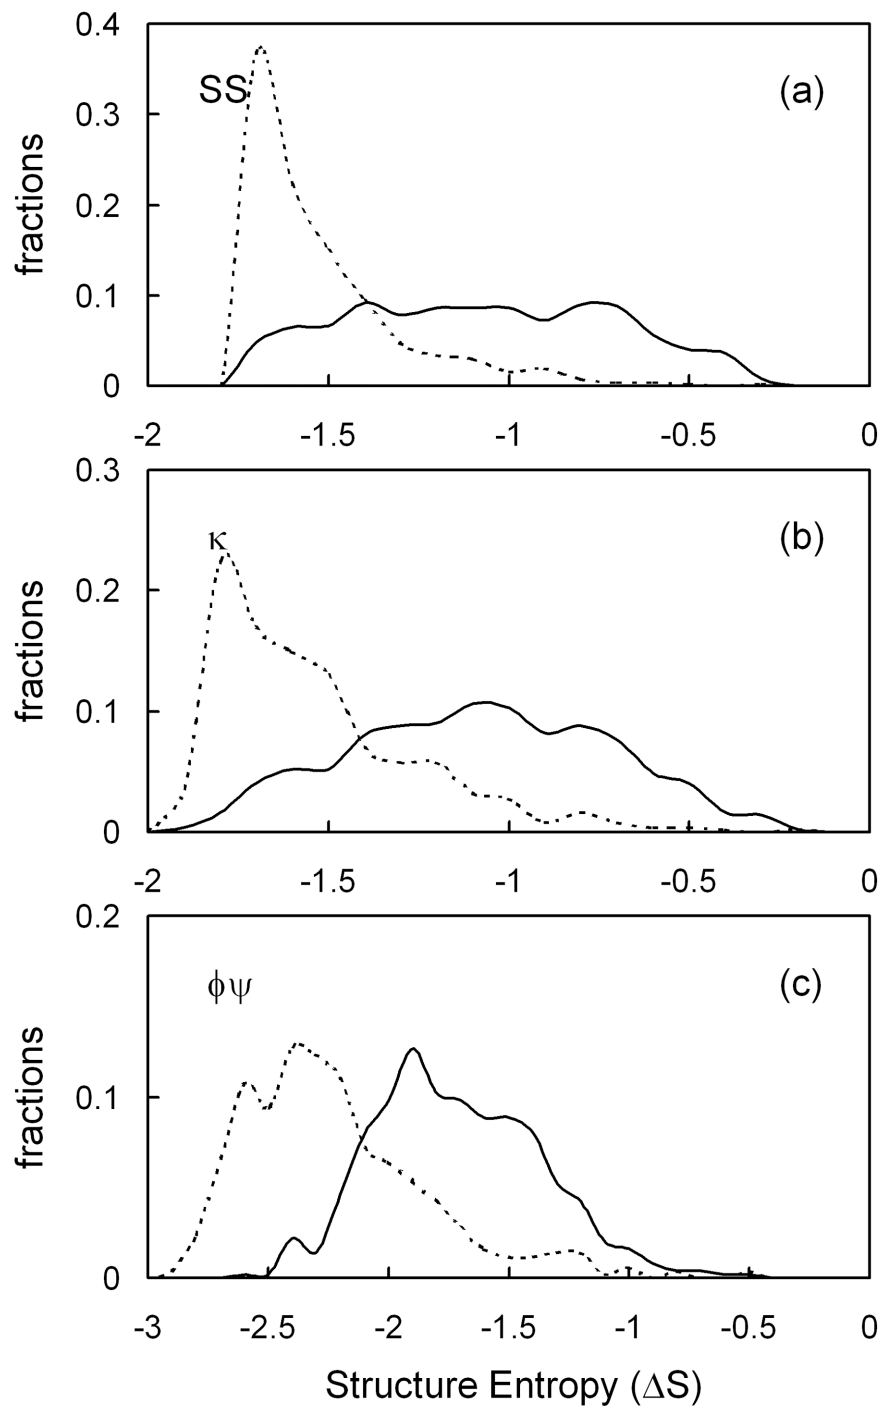 0.4
SS
(a)
0.3
fractions
0.2
0.1
0
-2 -1.5 -1 -0.5 0
0.3
κ
(b)
0.2
fractions
0.1
0
-2 -1.5 -1 -0.5 0
0.2
ϕψ
(c)
fractions
0.1
0
-3 -2.5 -2 -1.5 -1 -0.5 0
Structure Entropy (ΔS)